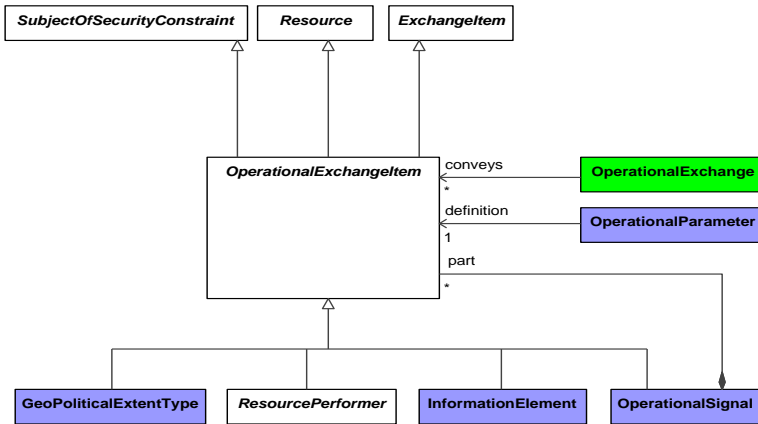 SubjectOfSecurityConstraint
Resource
ExchangeItem
OperationalExchangeItem
conveys
*
OperationalExchange
definition
1
OperationalParameter
part
*
GeoPoliticalExtentType
ResourcePerformer
InformationElement
OperationalSignal